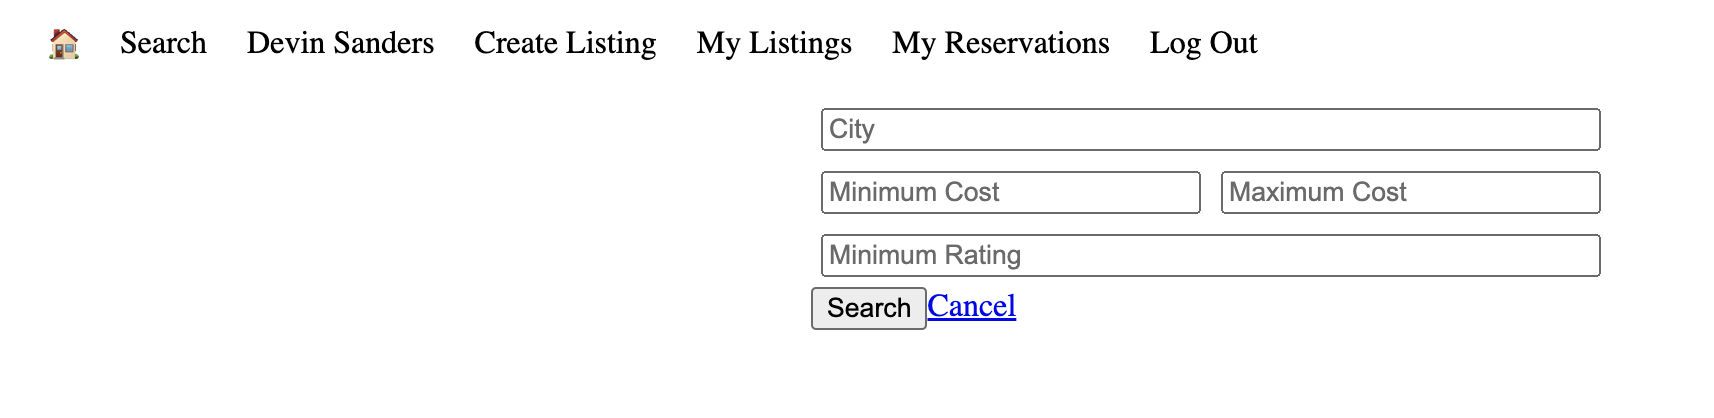 Search Devin Sanders Create Listing My Listings My Reservations Log Out
City
Minimum Cost Maximum Cost
Minimum Rating
Search Cancel